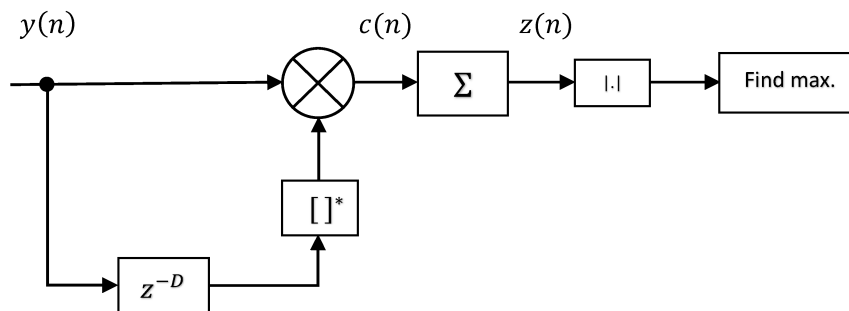 y(n)
c(n)
z(n)
Σ
|.|
Find max.
[ ]*
z^{-D}